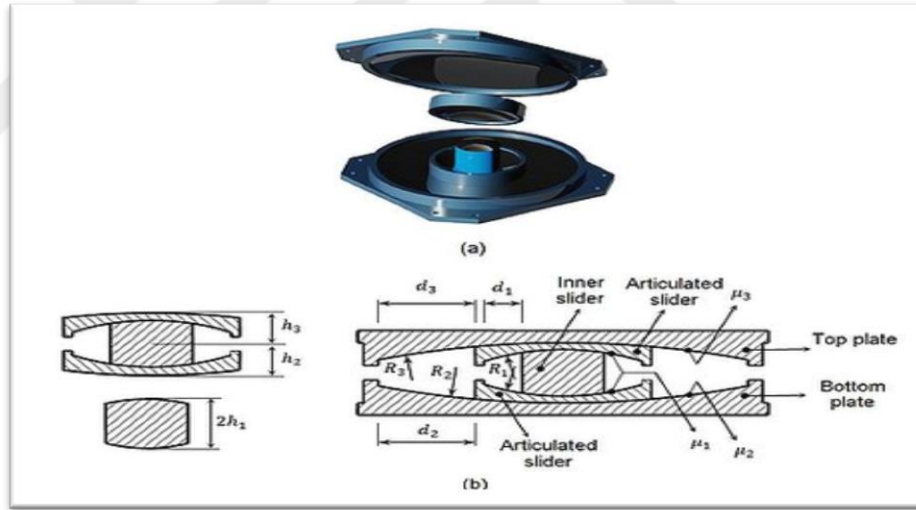 (a)
h₃
h₂
2h₁
d₃
d₁
Inner
slider
Articulated
slider
μ₃
Top plate
R₃
R₂
R₁
Bottom
plate
d₂
Articulated
slider
μ₁
μ₂
(b)